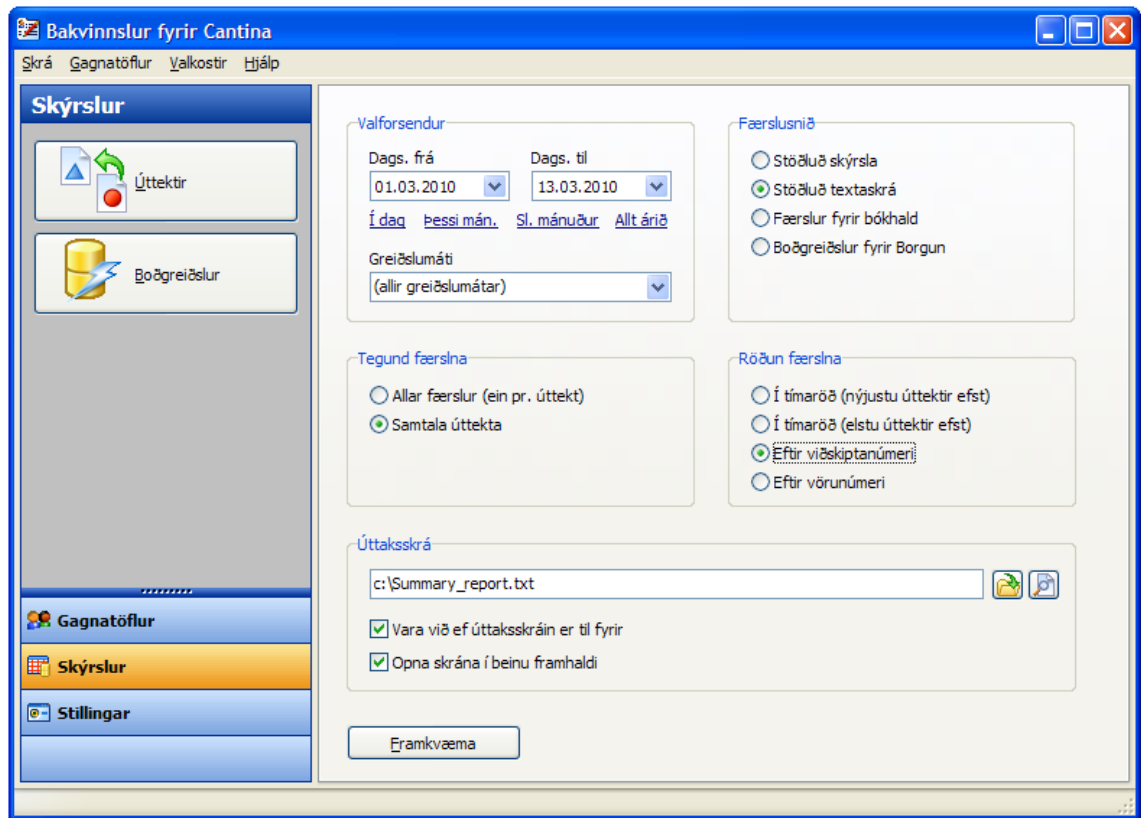 Bakvinnslur fyrir Cantina
Skrá Gagnatöflur Valkostir Hjálp
Skýrslur
Úttektir
Boðgreiðslur
Gagnatöflur
Skýrslur
Stillingar
Valforsendur
Dags. frá Dags. til
01.03.2010 13.03.2010
Í dag Þessi mán. Sl. mánuður Allt árið
Greiðslumáti
(allir greiðslumátar)
Færslusnið
Stöðluð skýrsla
Stöðluð textaskrá
Færslur fyrir bókhald
Boðgreiðslur fyrir Borgun
Tegund færslna
Allar færslur (ein pr. úttekt)
Samtala úttekta
Röðun færslna
Í tímaröð (nýjustu úttektir efst)
Í tímaröð (elstu úttektir efst)
Eftir viðskiptanúmeri
Eftir vörunúmeri
Úttaksskrá
c:\Summary_report.txt
Vara við ef úttaksskráin er til fyrir
Opna skrána í beinu framhaldi
Framkvæma